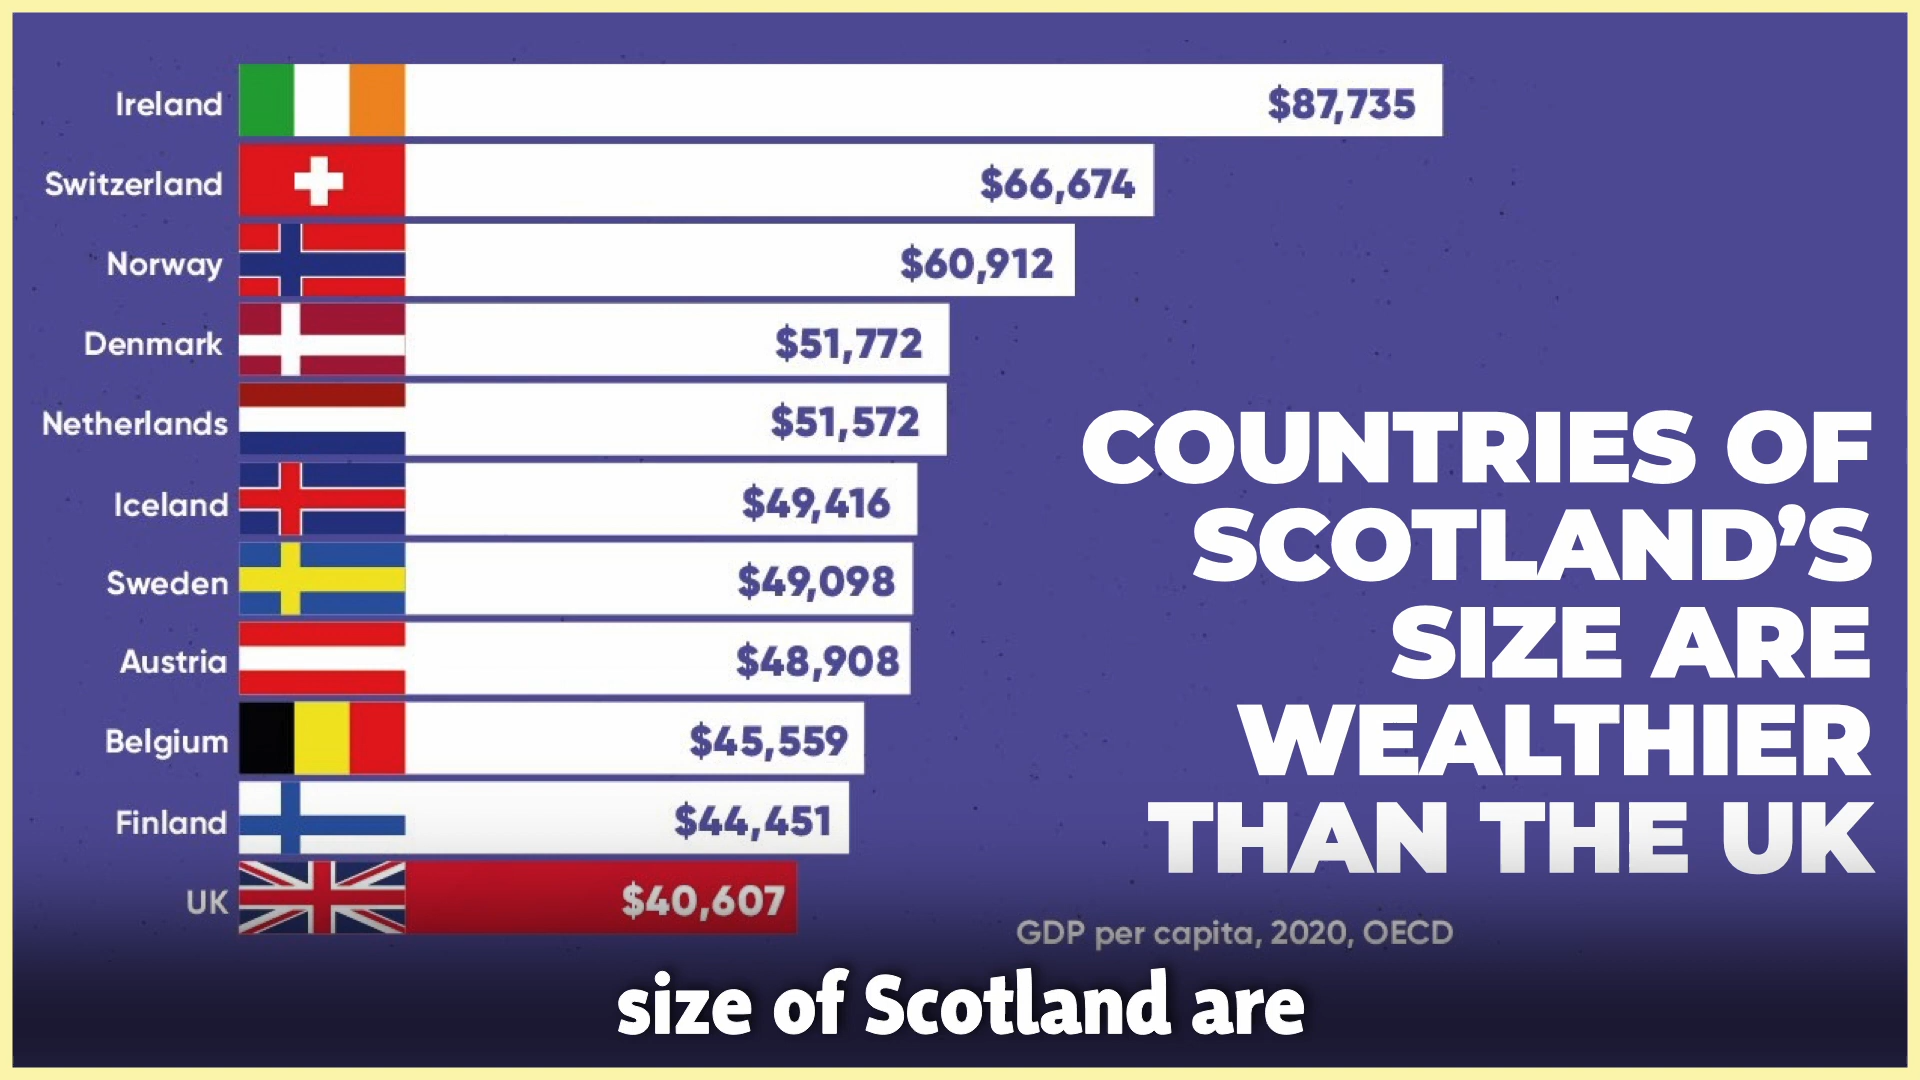 Ireland $87,735
Switzerland $66,674
Norway $60,912
Denmark $51,772
Netherlands $51,572
Iceland $49,416
Sweden $49,098
Austria $48,908
Belgium $45,559
Finland $44,451
UK $40,607
COUNTRIES OF
SCOTLAND’S
SIZE ARE
WEALTHIER
THAN THE UK
GDP per capita, 2020, OECD
size of Scotland are